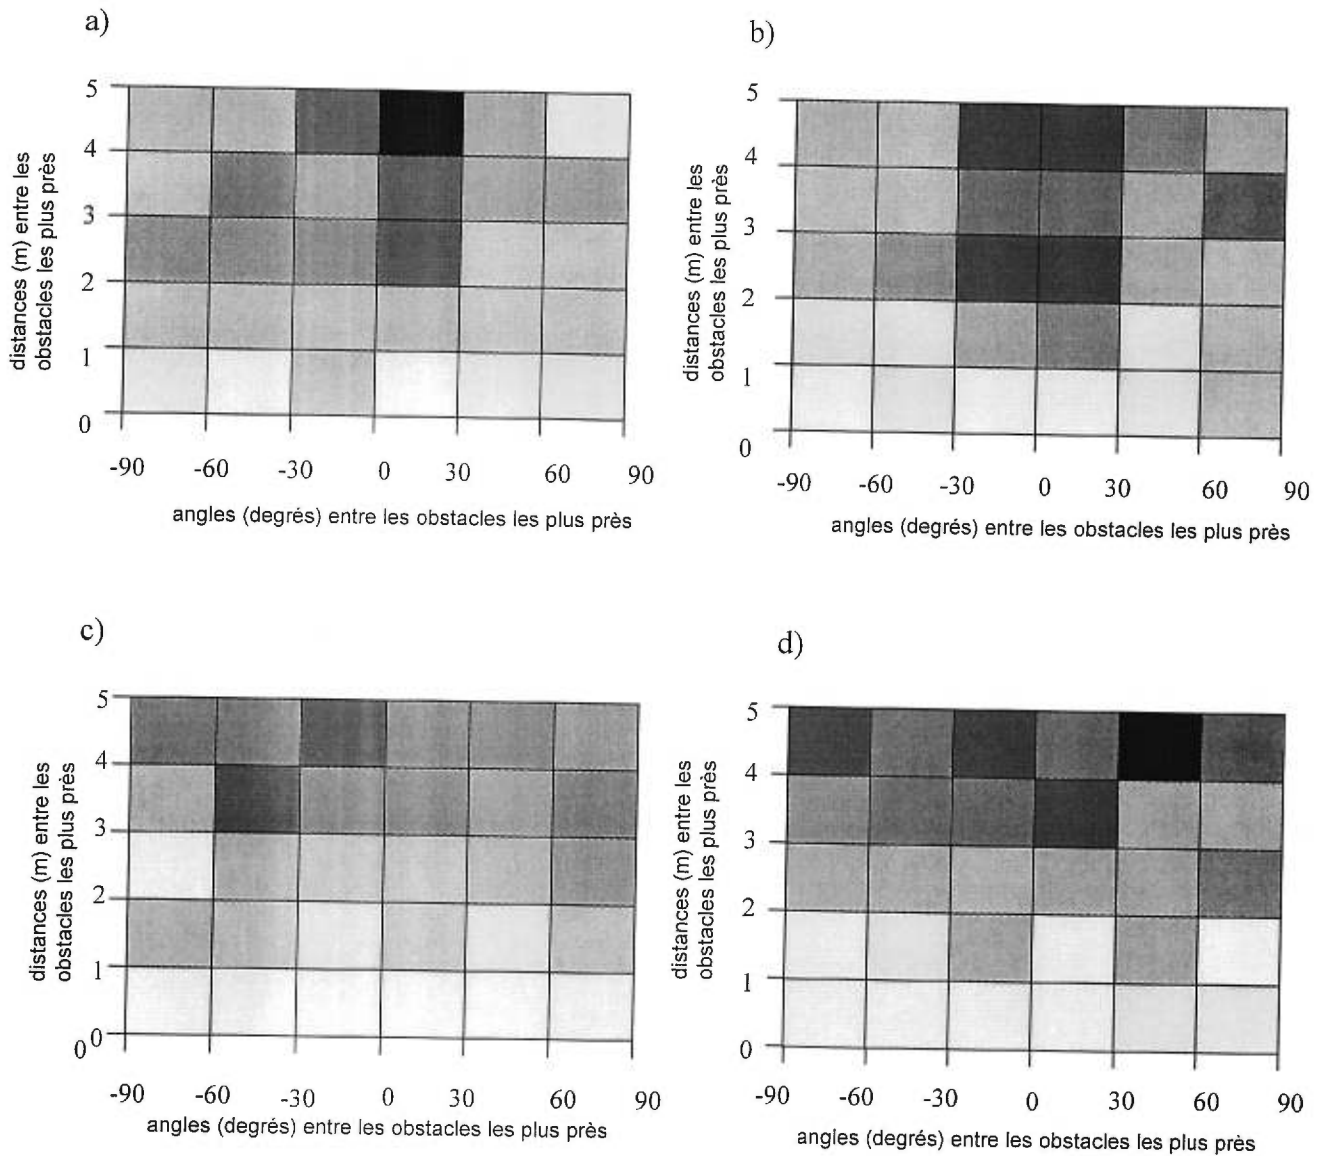 a)
5
4
3
2
1
0
distances (m) entre les
obstacles les plus près
-90 -60 -30 0 30 60 90
angles (degrés) entre les obstacles les plus près
b)
5
4
3
2
1
0
distances (m) entre les
obstacles les plus près
-90 -60 -30 0 30 60 90
angles (degrés) entre les obstacles les plus près
c)
5
4
3
2
1
0 0
distances (m) entre les
obstacles les plus près
-90 -60 -30 0 30 60 90
angles (degrés) entre les obstacles les plus près
d)
5
4
3
2
1
0
distances (m) entre les
obstacles les plus près
-90 -60 -30 0 30 60 90
angles (degrés) entre les obstacles les plus près